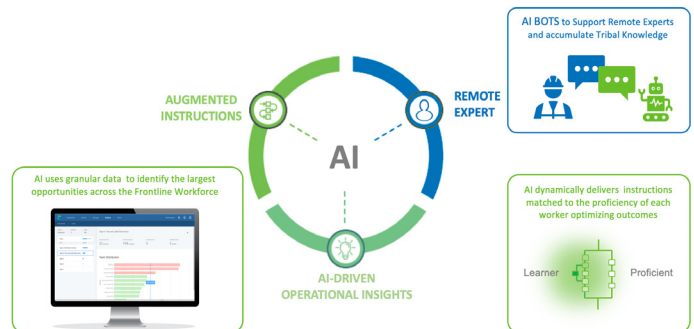 AI BOTS to Support Remote Experts
and accumulate Tribal Knowledge
AUGMENTED
INSTRUCTIONS
REMOTE
EXPERT
AI
AI uses granular data to identify the largest
opportunities across the Frontline Workforce
AI dynamically delivers instructions
matched to the proficiency of each
worker optimizing outcomes
Learner
Proficient
AI-DRIVEN
OPERATIONAL INSIGHTS